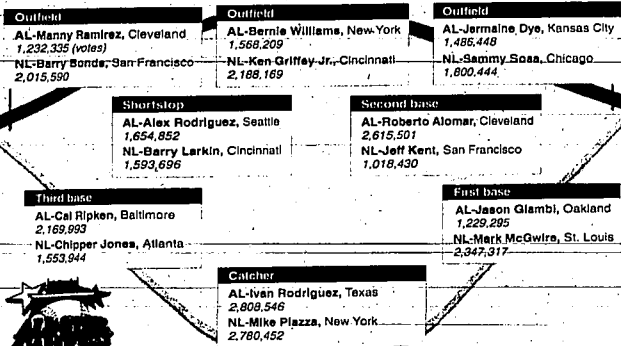 Outfield
AL-Manny Ramirez, Cleveland
1,232,335 (votes)
NL-Barry Bonds, San Francisco
2,015,590
Outfield
AL-Bernie Williams, New York
1,568,209
NL-Ken Griffey Jr., Cincinnati
2,188,169
Outfield
AL-Jermaine Dye, Kansas City
1,486,448
NL-Sammy Sosa, Chicago
1,800,444
Shortstop
AL-Alex Rodriguez, Seattle
1,654,852
NL-Barry Larkin, Cincinnati
1,593,696
Second base
AL-Roberto Alomar, Cleveland
2,615,501
NL-Jeff Kent, San Francisco
1,018,430
Third base
AL-Cal Ripken, Baltimore
2,169,993
NL-Chipper Jones, Atlanta
1,553,944
First base
AL-Jason Giambi, Oakland
1,229,295
NL-Mark McGwire, St. Louis
2,347,317
Catcher
AL-Ivan Rodriguez, Texas
2,808,546
NL-Mike Piazza, New York
2,780,452